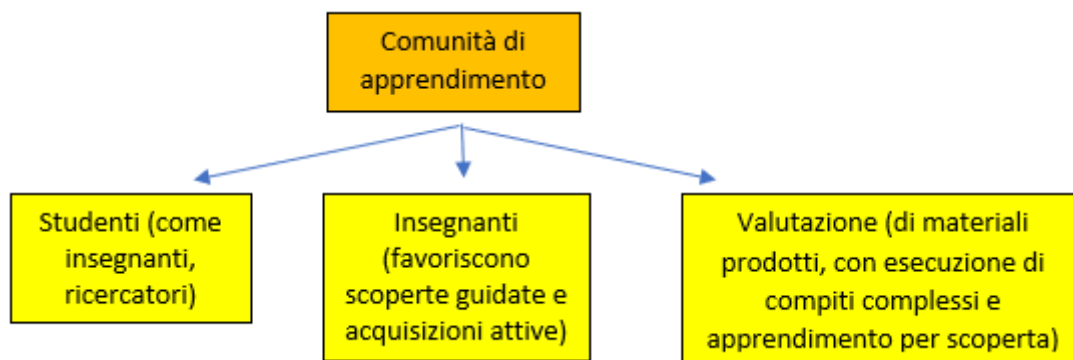 Comunità di
apprendimento
Studenti (come
insegnanti,
ricercatori)
Insegnanti
(favoriscono
scoperte guidate e
acquisizioni attive)
Valutazione (di materiali
prodotti, con esecuzione di
compiti complessi e
apprendimento per scoperta)